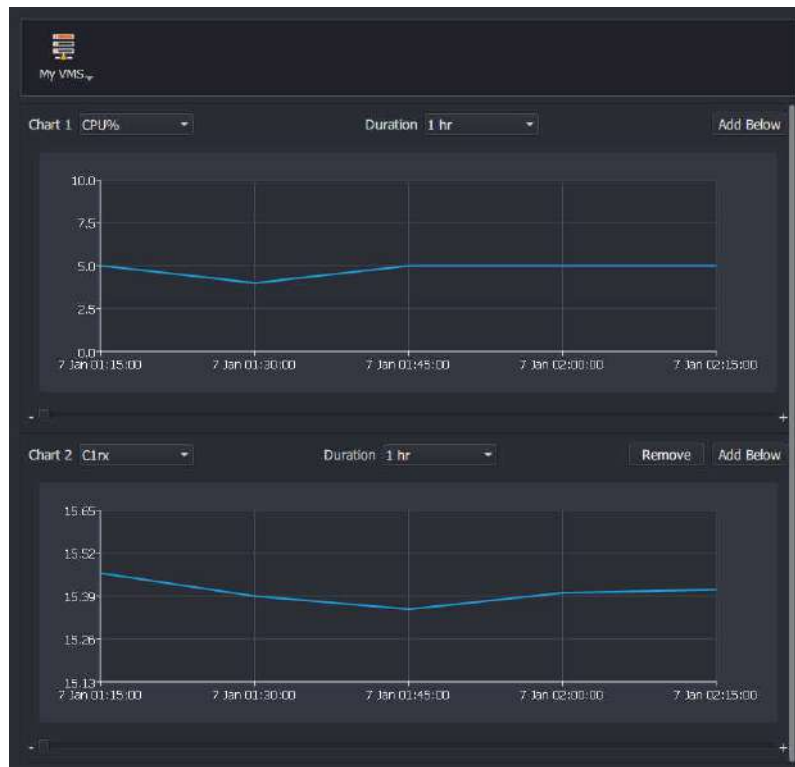 My VMS
Chart 1 CPU% Duration 1 hr Add Below
10.0
7.5
5.0
2.5
0.0
7 Jan 01:15:00 7 Jan 01:30:00 7 Jan 01:45:00 7 Jan 02:00:00 7 Jan 02:15:00
- +
Chart 2 C1rx Duration 1 hr Remove Add Below
15.65
15.52
15.39
15.26
15.13
7 Jan 01:15:00 7 Jan 01:30:00 7 Jan 01:45:00 7 Jan 02:00:00 7 Jan 02:15:00
- +